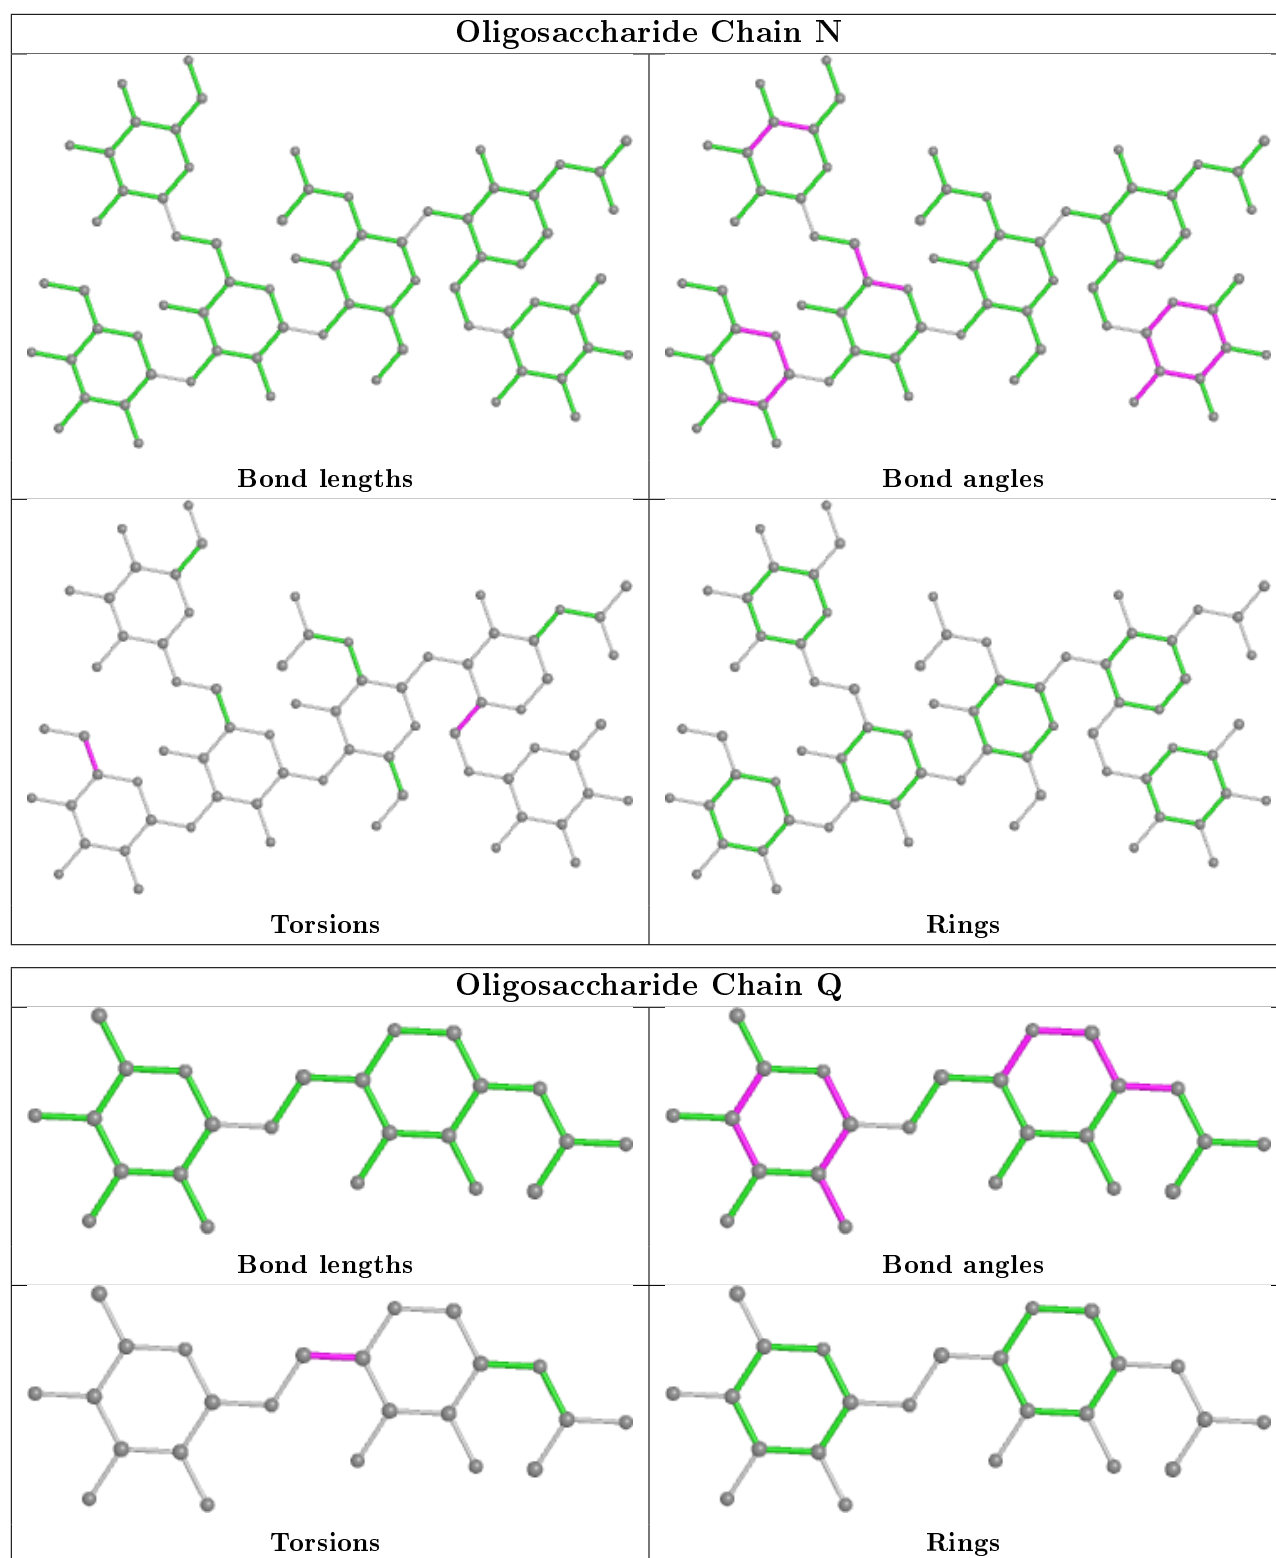 Oligosaccharide Chain N
Bond lengths
Bond angles
Torsions
Rings
Oligosaccharide Chain Q
Bond lengths
Bond angles
Torsions
Rings